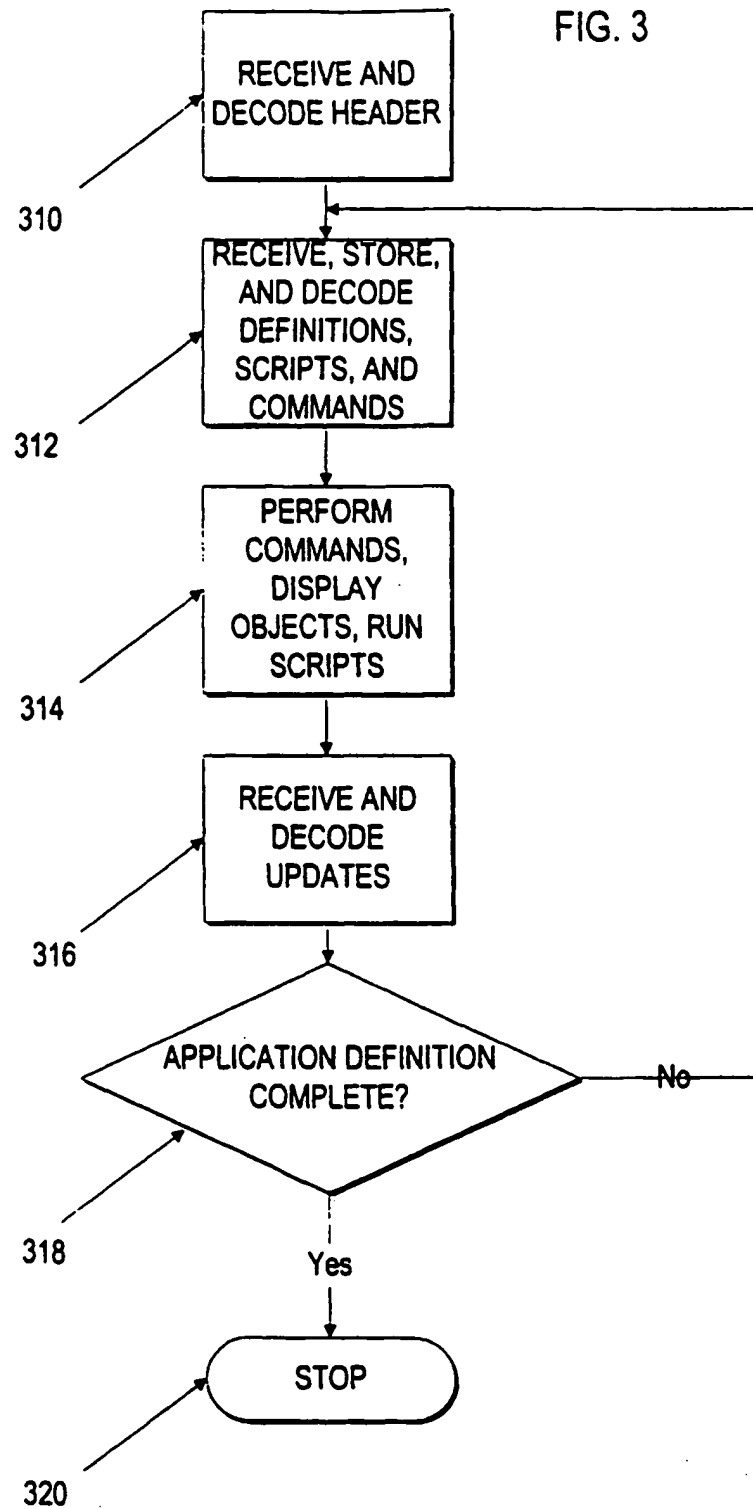 FIG. 3
RECEIVE AND
DECODE HEADER
310
RECEIVE, STORE,
AND DECODE
DEFINITIONS,
SCRIPTS, AND
COMMANDS
312
PERFORM
COMMANDS,
DISPLAY
OBJECTS, RUN
SCRIPTS
314
RECEIVE AND
DECODE
UPDATES
316
APPLICATION DEFINITION
COMPLETE?
No
318
Yes
STOP
320